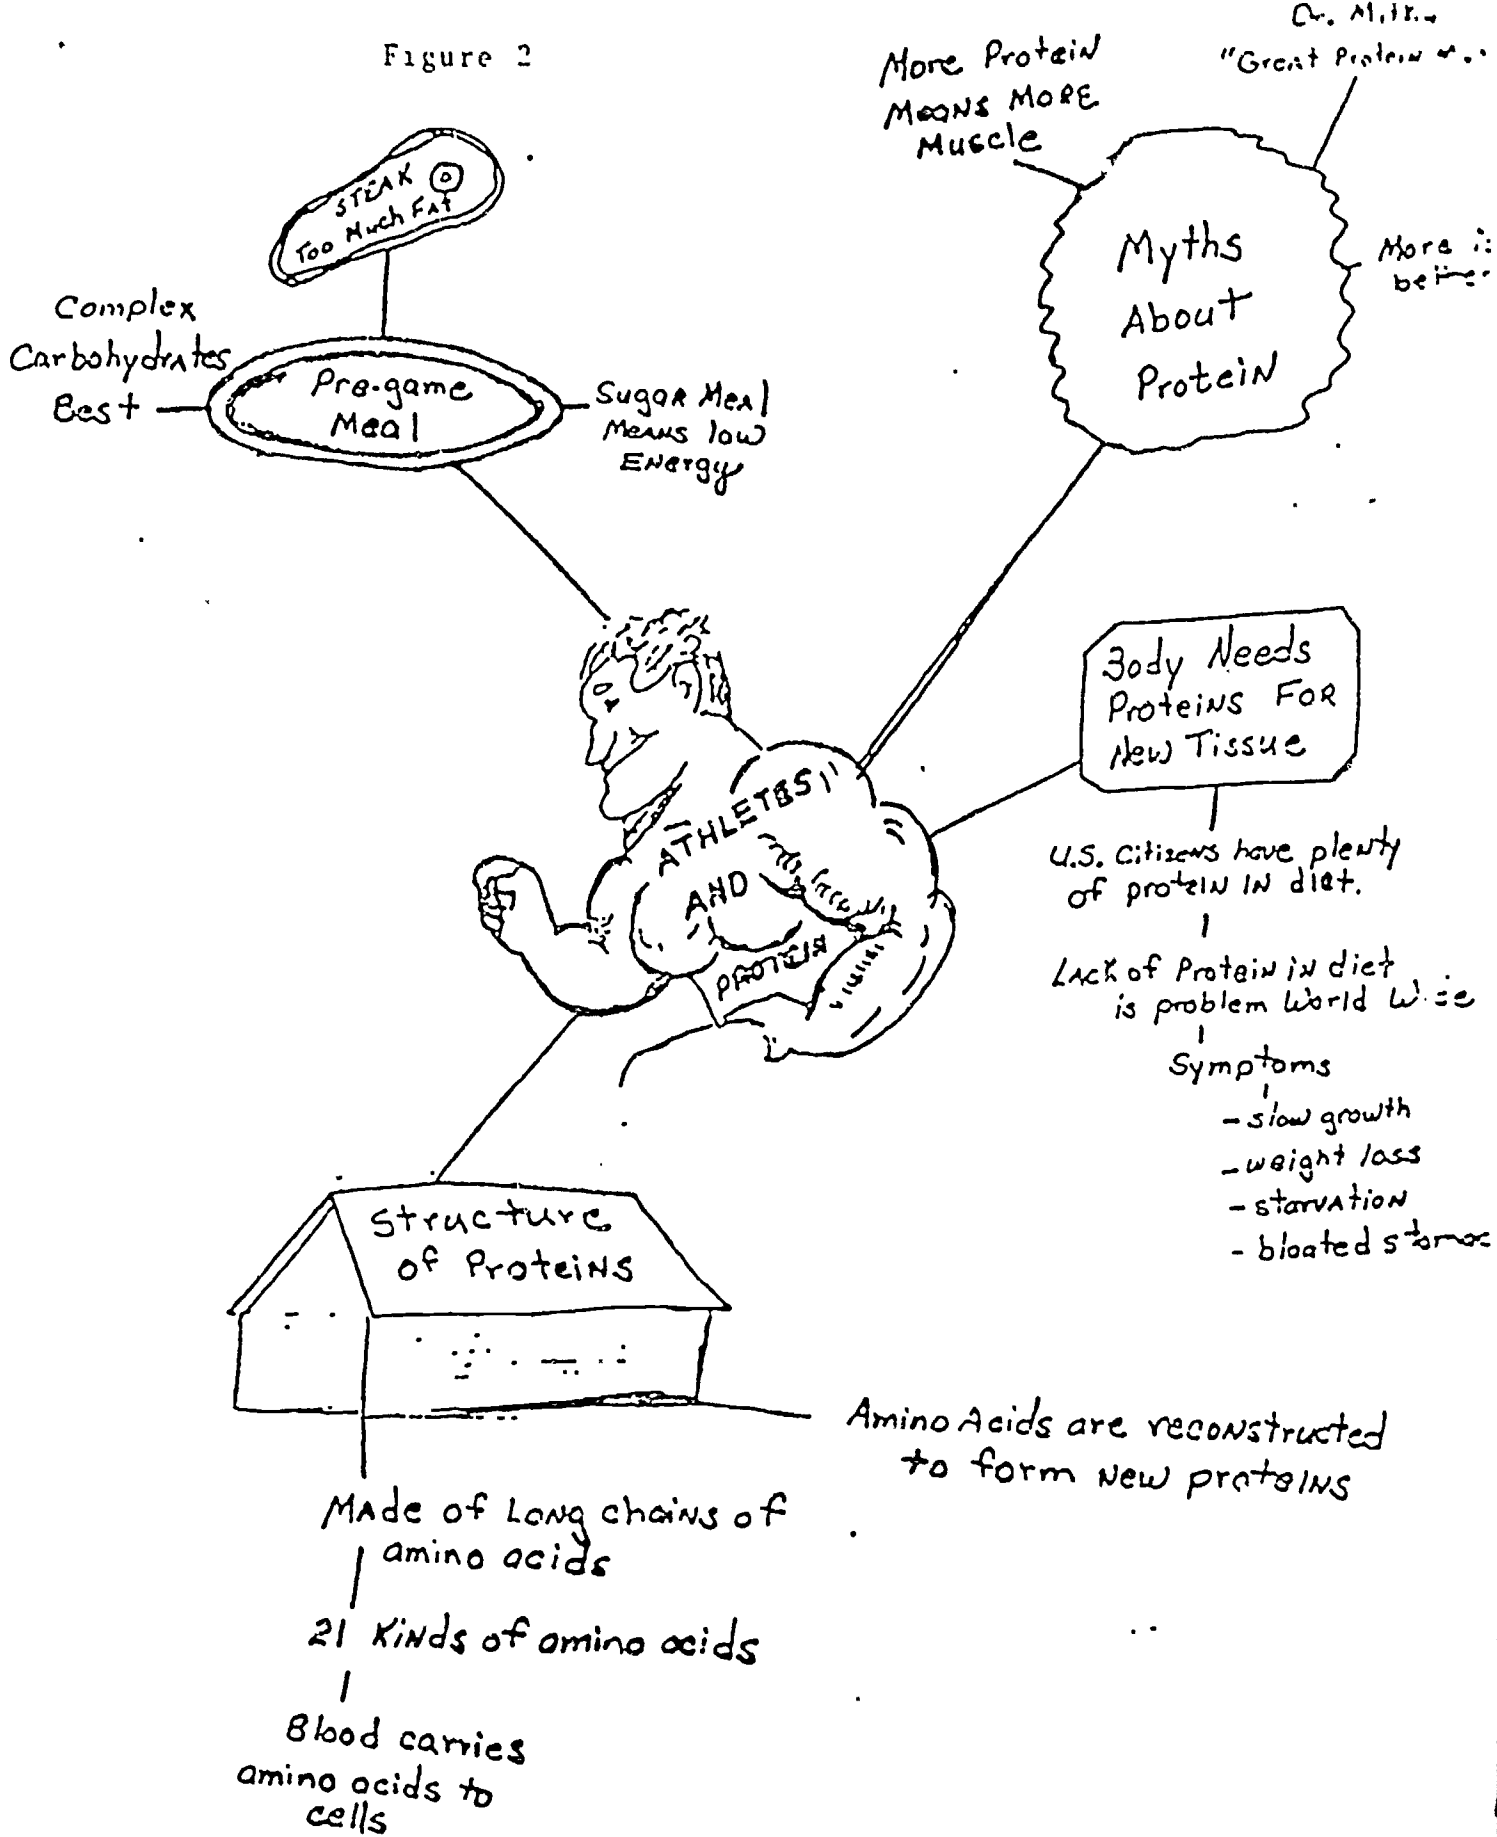 Figure 2
"Great Protein
More Protein
Means More
Muscle
Myths
About
Protein
More
STEAK
Too Much Fat
Complex
Carbohydrates
Best
Pre-game
Meal
Sugar Meal
Means low
Energy
Body Needs
Proteins For
New Tissue
U.S. Citizens have plenty
of protein in diet.
Lack of Protein in diet
is problem World
Symptoms
- slow growth
- weight loss
- starvation
- bloated
ATHLETES
AND
PROTEIN
Structure
of Proteins
Amino Acids are reconstructed
to form New proteins
Made of Long chains of
amino acids
21 Kinds of amino acids
Blood carries
amino acids to
cells